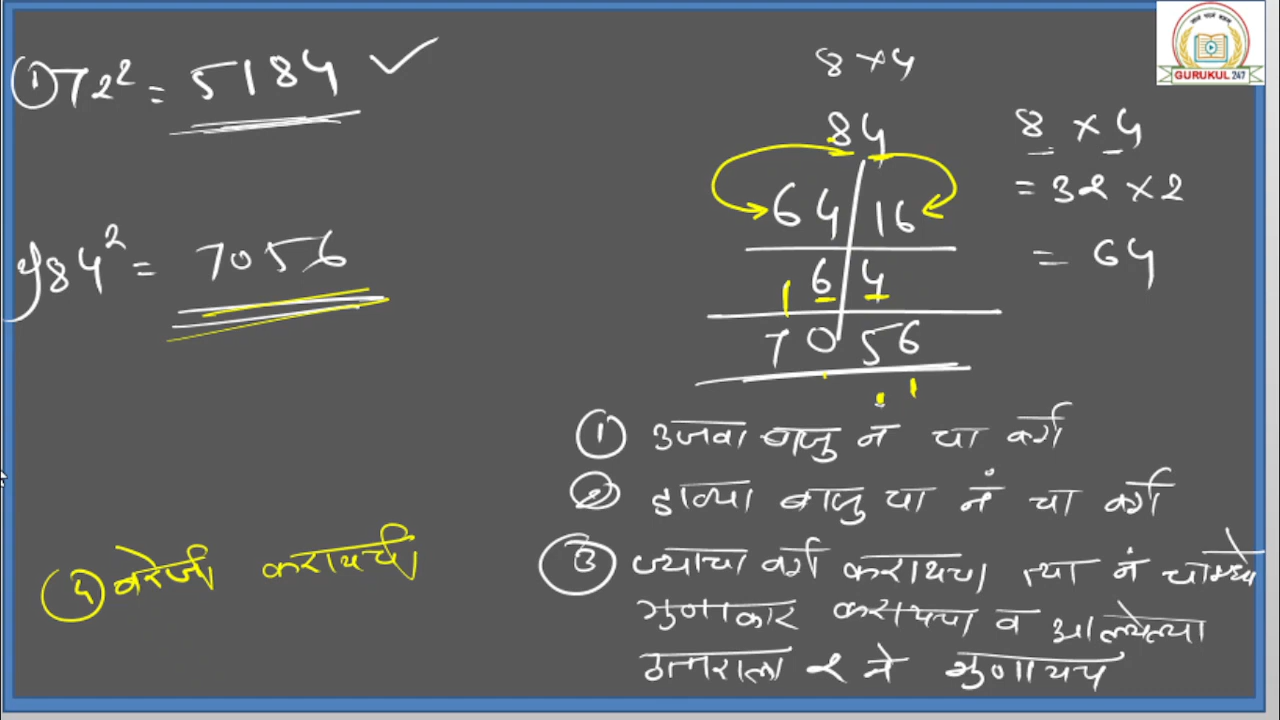 ① 72² = 5184 ✓
२) 84² = 7056
8 × 4
84
64 | 16
1 6 | 4
7 0 5 6
8 × 4
= 32 × 2
= 64
GURUKUL 247
① उजवा बाजु नं चा वर्ग
② डाव्या बाजु चा नं चा वर्ग
③ ज्याचा वर्ग करायचा त्या नं चामध्ये
गुणाकार करायचा व आलेल्या
उत्तराला २ ने गुणायच
④ बेरीज करायची